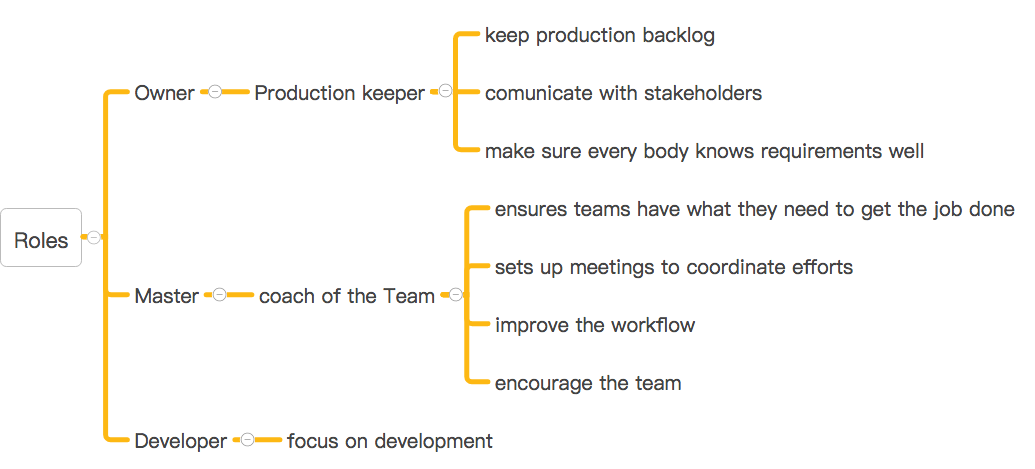 Roles
Owner
Production keeper
keep production backlog
comunicate with stakeholders
make sure every body knows requirements well
Master
coach of the Team
ensures teams have what they need to get the job done
sets up meetings to coordinate efforts
improve the workflow
encourage the team
Developer
focus on development